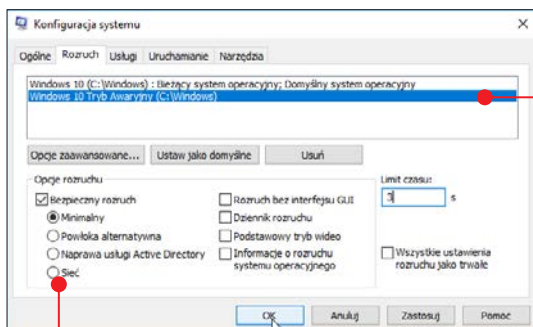 Konfiguracja systemu
Ogólne Rozruch Usługi Uruchamianie Narzędzia
Windows 10 (C:\Windows) : Bieżący system operacyjny; Domyślny system operacyjny
Windows 10 Tryb Awaryjny (C:\Windows)
Opcje zaawansowane... Ustaw jako domyślne Usuń
Opcje rozruchu Limit czasu:
Bezpieczny rozruch Rozruch bez interfejsu GUI 3 s
Minimalny Dziennik rozruchu
Powłoka alternatywna Podstawowy tryb wideo
Naprawa usługi Active Directory Informacje o rozruchu systemu operacyjnego Wszystkie ustawienia rozruchu jako trwałe
Sieć
OK Anuluj Zastosuj Pomoc